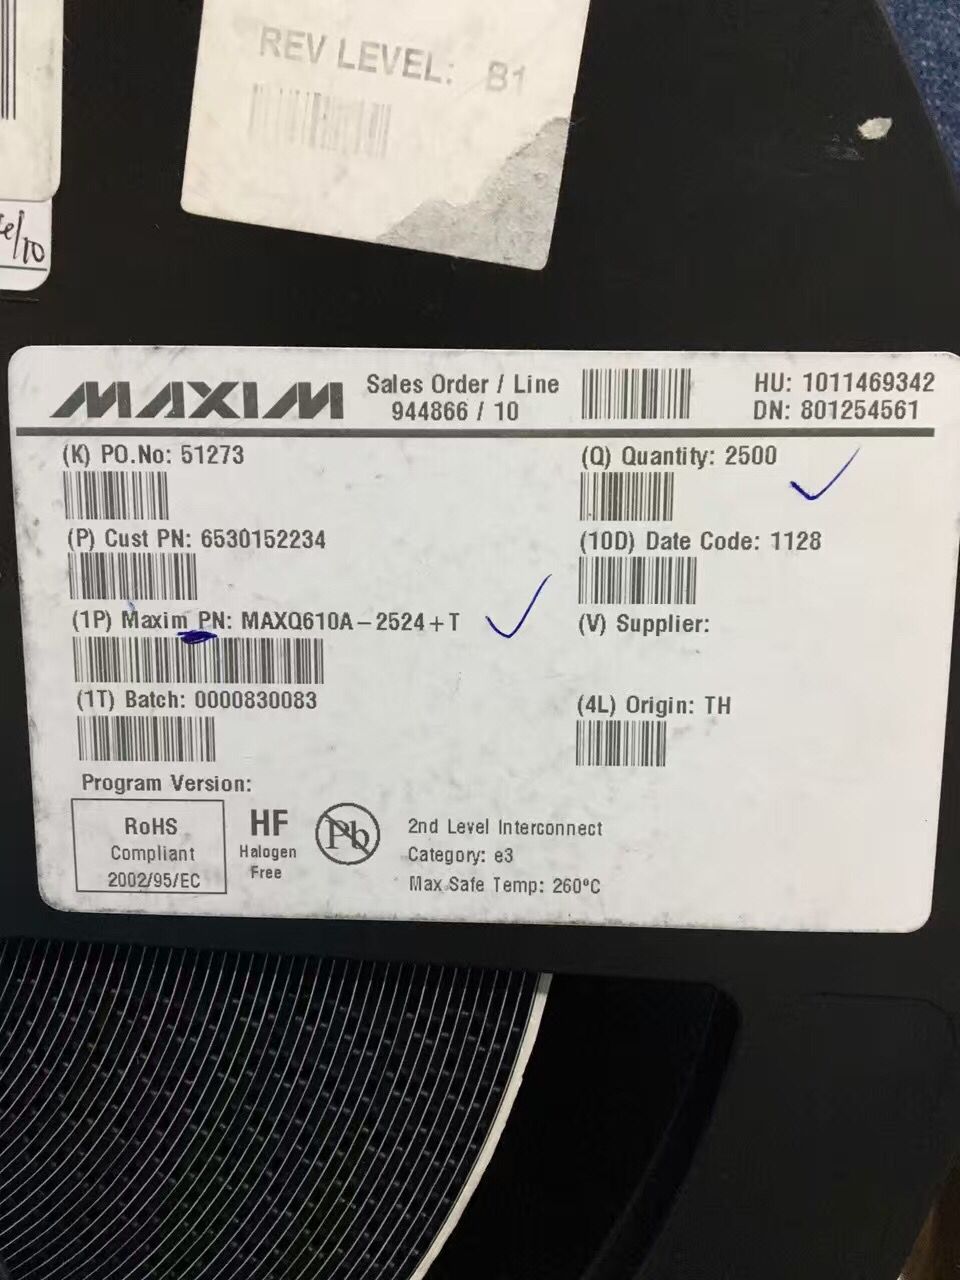 REV LEVEL: B1
/10
MAXIM
Sales Order / Line
944866 / 10
HU: 1011469342
DN: 801254561
(K) PO.No: 51273
(Q) Quantity: 2500
(P) Cust PN: 6530152234
(10D) Date Code: 1128
(1P) Maxim PN: MAXQ610A-2524+T
(V) Supplier:
(1T) Batch: 0000830083
(4L) Origin: TH
Program Version:
RoHS
Compliant
2002/95/EC
HF
Halogen
Free
Pb
2nd Level Interconnect
Category: e3
Max Safe Temp: 260ºC